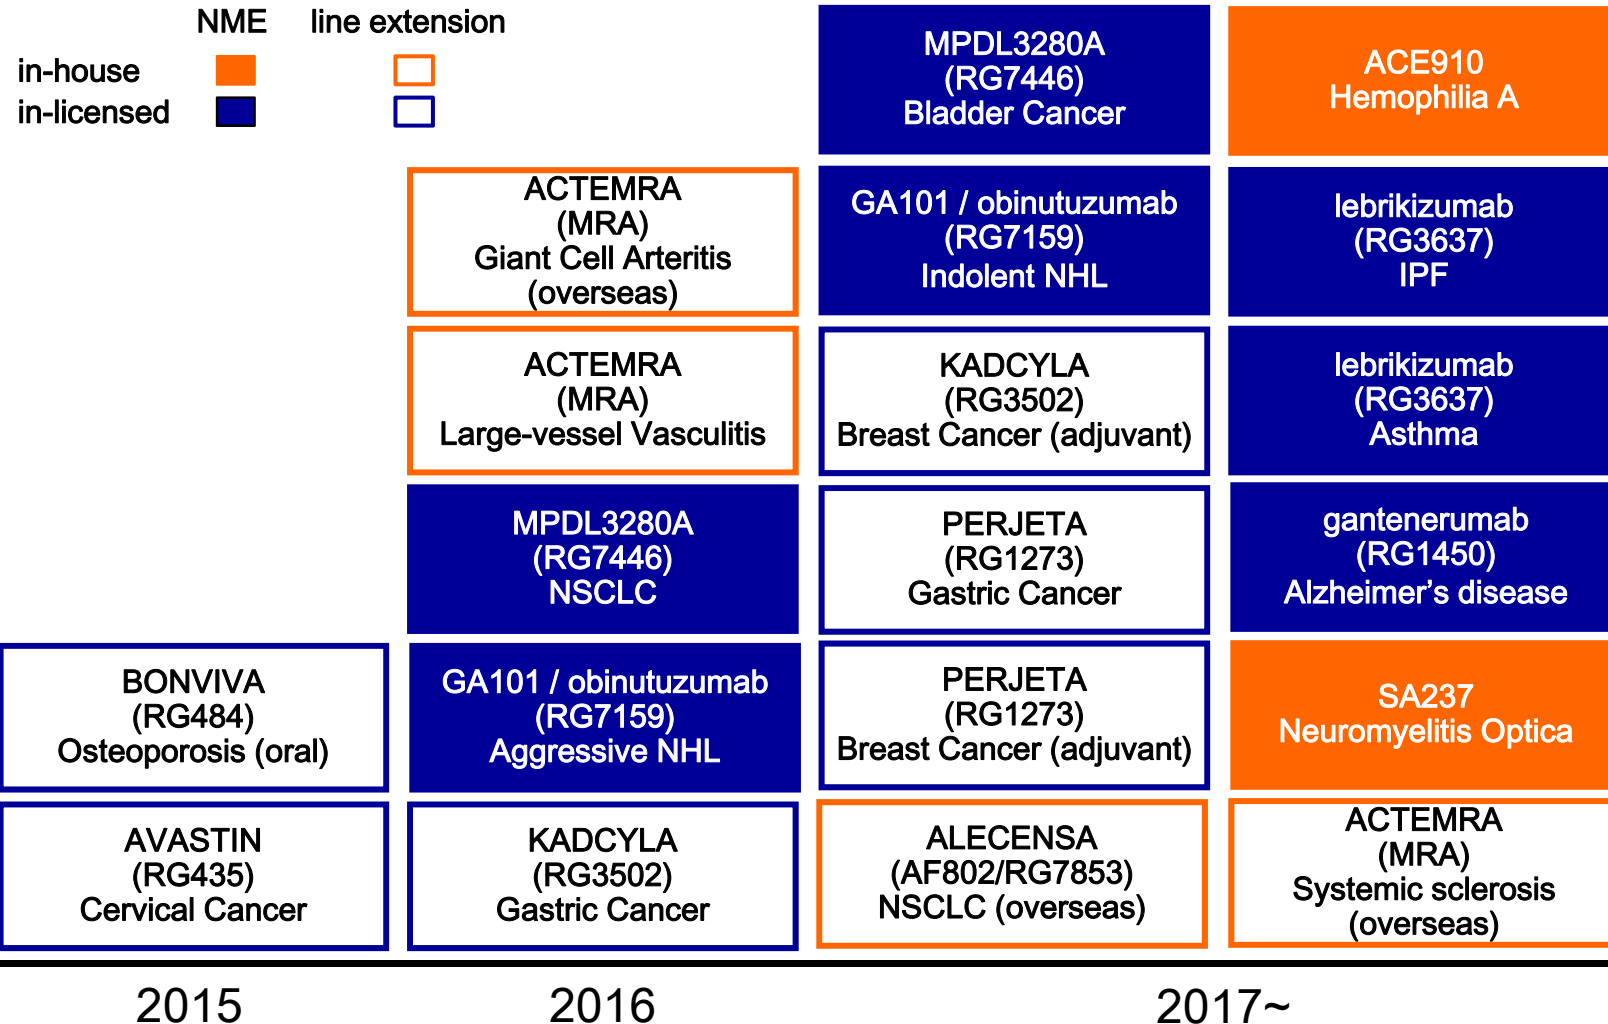 NME line extension
in-house
in-licensed
MPDL3280A
(RG7446)
Bladder Cancer
ACE910
Hemophilia A
ACTEMRA
(MRA)
Giant Cell Arteritis
(overseas)
GA101 / obinutuzumab
(RG7159)
Indolent NHL
lebrikizumab
(RG3637)
IPF
ACTEMRA
(MRA)
Large-vessel Vasculitis
KADCYLA
(RG3502)
Breast Cancer (adjuvant)
lebrikizumab
(RG3637)
Asthma
MPDL3280A
(RG7446)
NSCLC
PERJETA
(RG1273)
Gastric Cancer
gantenerumab
(RG1450)
Alzheimer’s disease
BONVIVA
(RG484)
Osteoporosis (oral)
GA101 / obinutuzumab
(RG7159)
Aggressive NHL
PERJETA
(RG1273)
Breast Cancer (adjuvant)
SA237
Neuromyelitis Optica
AVASTIN
(RG435)
Cervical Cancer
KADCYLA
(RG3502)
Gastric Cancer
ALECENSA
(AF802/RG7853)
NSCLC (overseas)
ACTEMRA
(MRA)
Systemic sclerosis
(overseas)
2015 2016 2017~